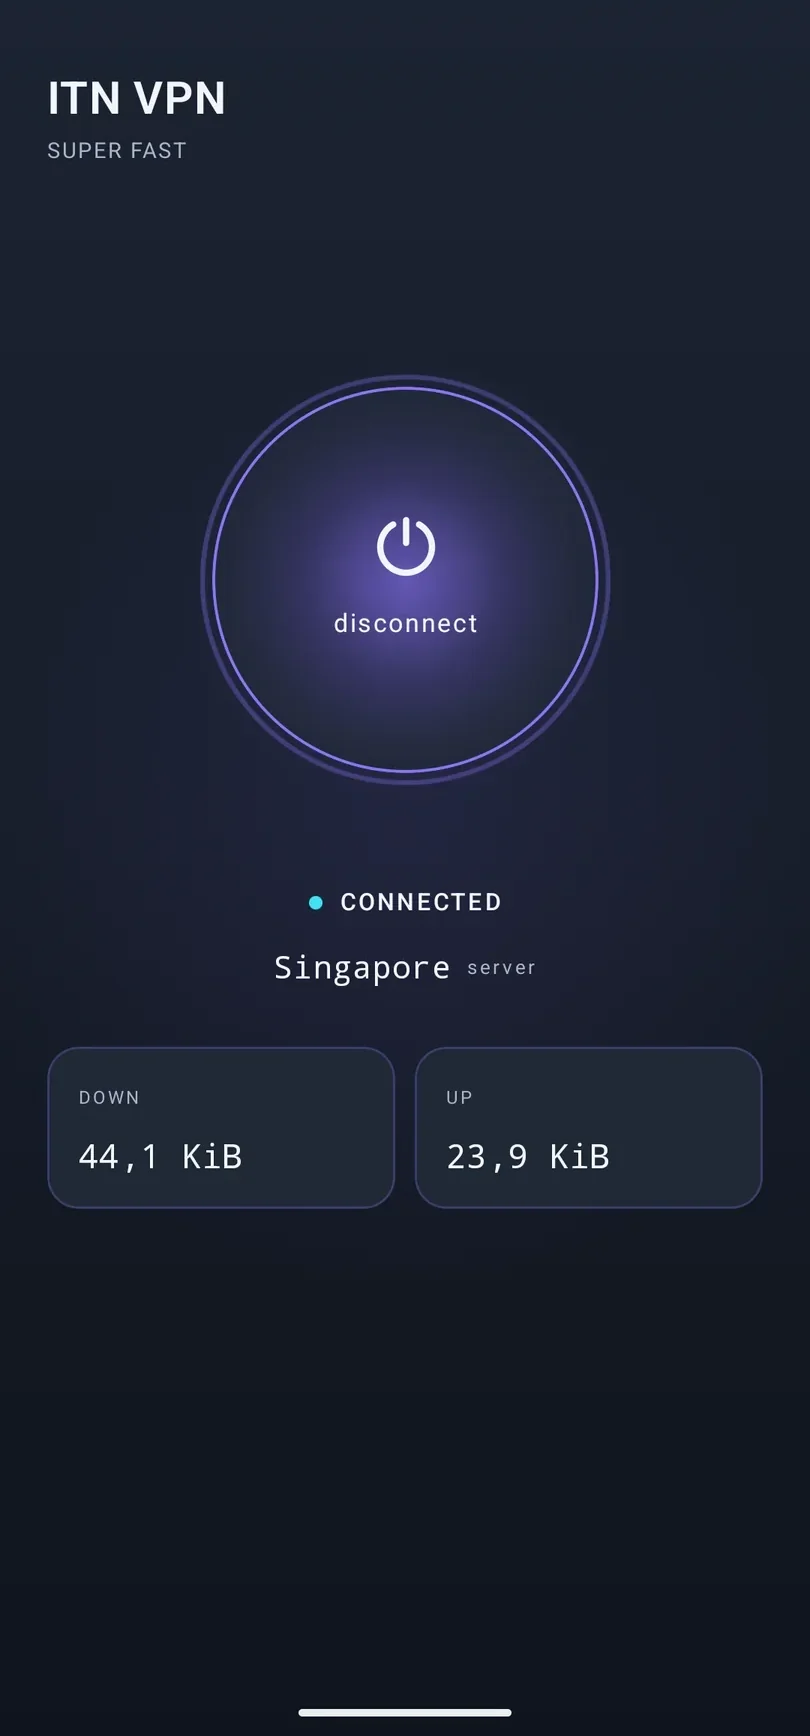 ITN VPN
SUPER FAST
disconnect
CONNECTED
Singapore server
DOWN
44,1 KiB
UP
23,9 KiB